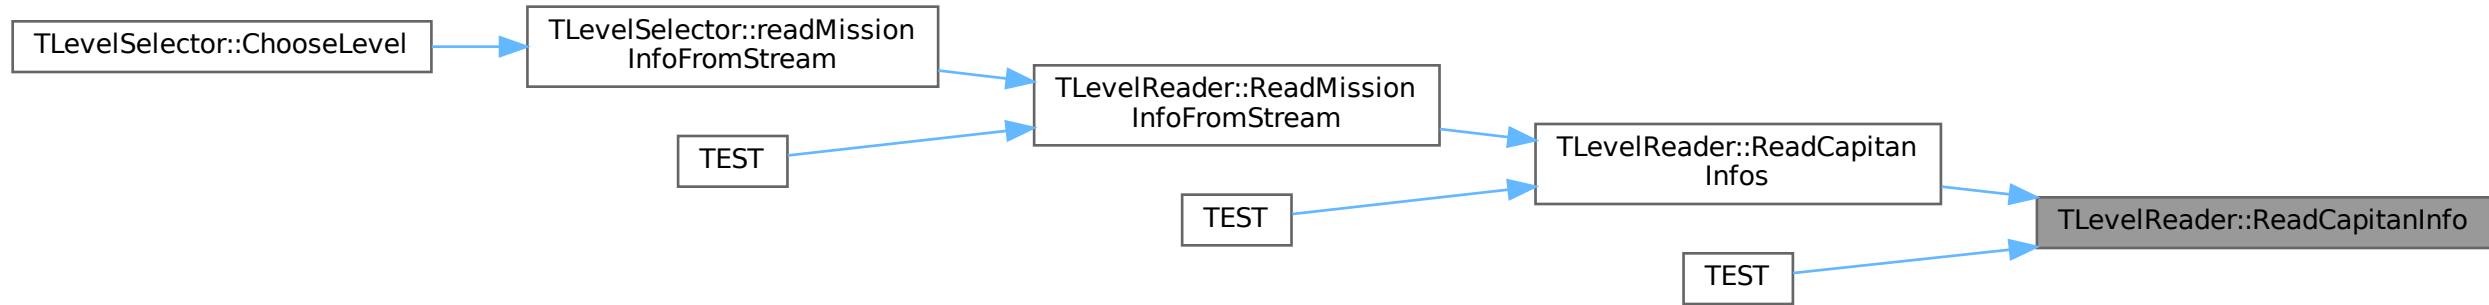 TLevelSelector::ChooseLevel
TLevelSelector::readMission
InfoFromStream
TLevelReader::ReadMission
InfoFromStream
TEST
TLevelReader::ReadCapitan
Infos
TEST
TLevelReader::ReadCapitanInfo
TEST